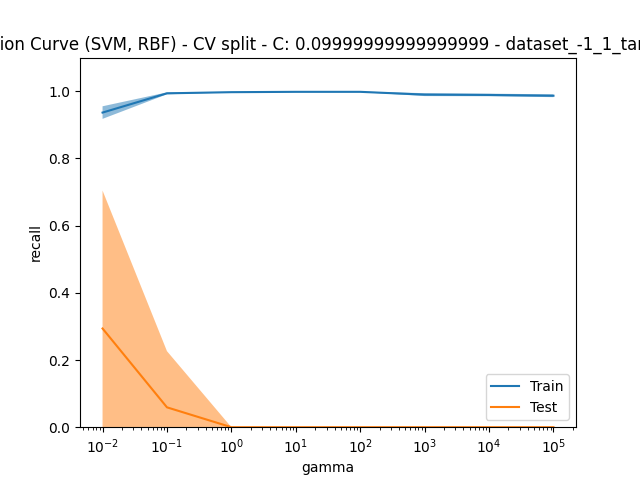 ion Curve (SVM, RBF) - CV split - C: 0.09999999999999999 - dataset_-1_1_tar
1.0
0.8
0.6
0.4
0.2
0.0
recall
Train
Test
10⁻² 10⁻¹ 10⁰ 10¹ 10² 10³ 10⁴ 10⁵
gamma